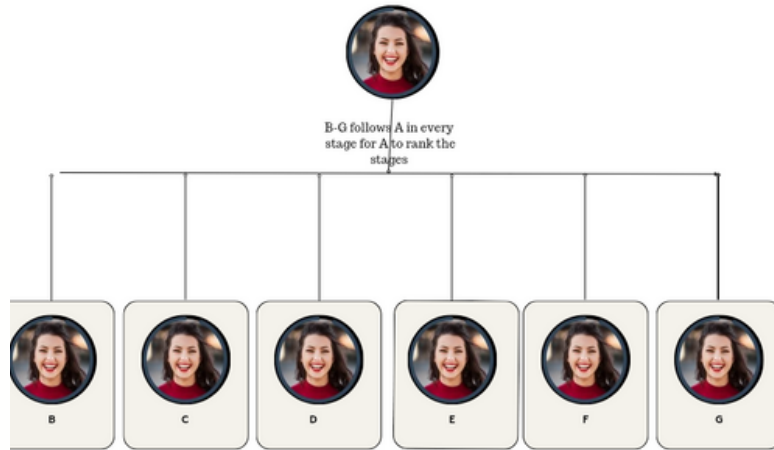 B-G follows A in every
stage for A to rank the
stages
B C D E F G